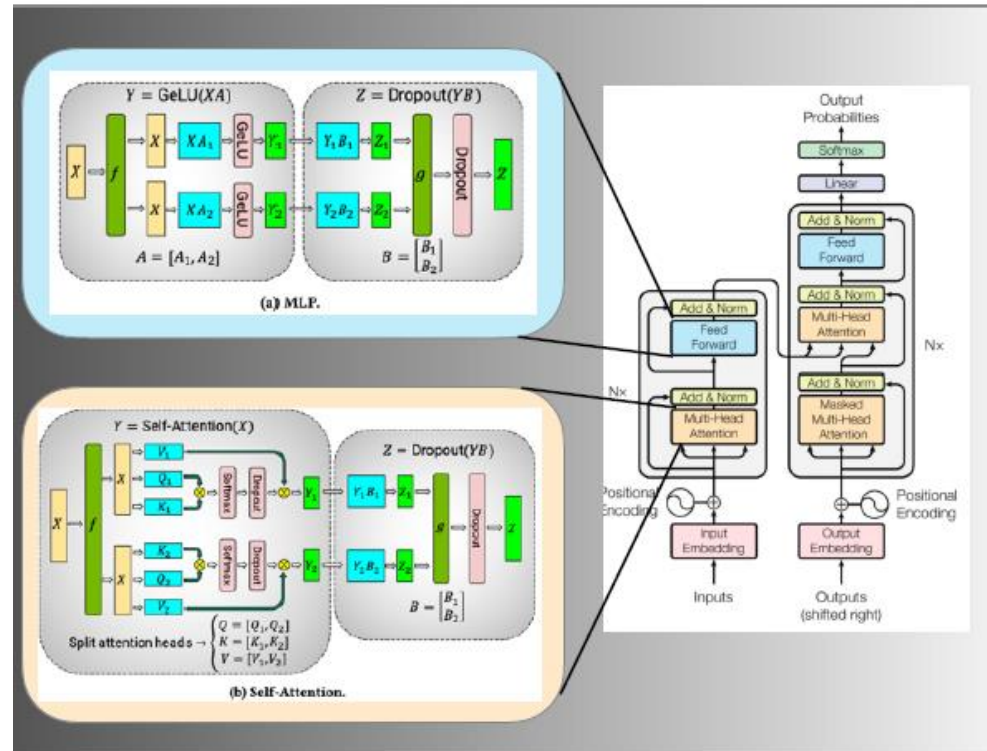 Y = GeLU(XA)
Z = Dropout(YB)
X
f
X
XA₁
GeLU
Y₁
Y₁B₁
Z₁
X
XA₂
GeLU
Y₂
Y₂B₂
Z₂
g
Dropout
Z
A = [A₁, A₂]
B = [B₁
B₂]
(a) MLP.
Y = Self-Attention(X)
Z = Dropout(YB)
X
f
X
V₁
Q₁
K₁
Softmax
Dropout
Y₁
Y₁B₁
Z₁
X
K₂
Q₂
V₂
Softmax
Dropout
Y₂
Y₂B₂
Z₂
g
Dropout
Z
B = [B₁
B₂]
Split attention heads → { Q = [Q₁, Q₂]
K = [K₁, K₂]
V = [V₁, V₂]
(b) Self-Attention.
Output
Probabilities
Softmax
Linear
Add & Norm
Feed
Forward
Add & Norm
Multi-Head
Attention
Nx
Add & Norm
Masked
Multi-Head
Attention
Add & Norm
Feed
Forward
Nx
Add & Norm
Multi-Head
Attention
Positional
Encoding
Positional
Encoding
Input
Embedding
Output
Embedding
Inputs
Outputs
(shifted right)